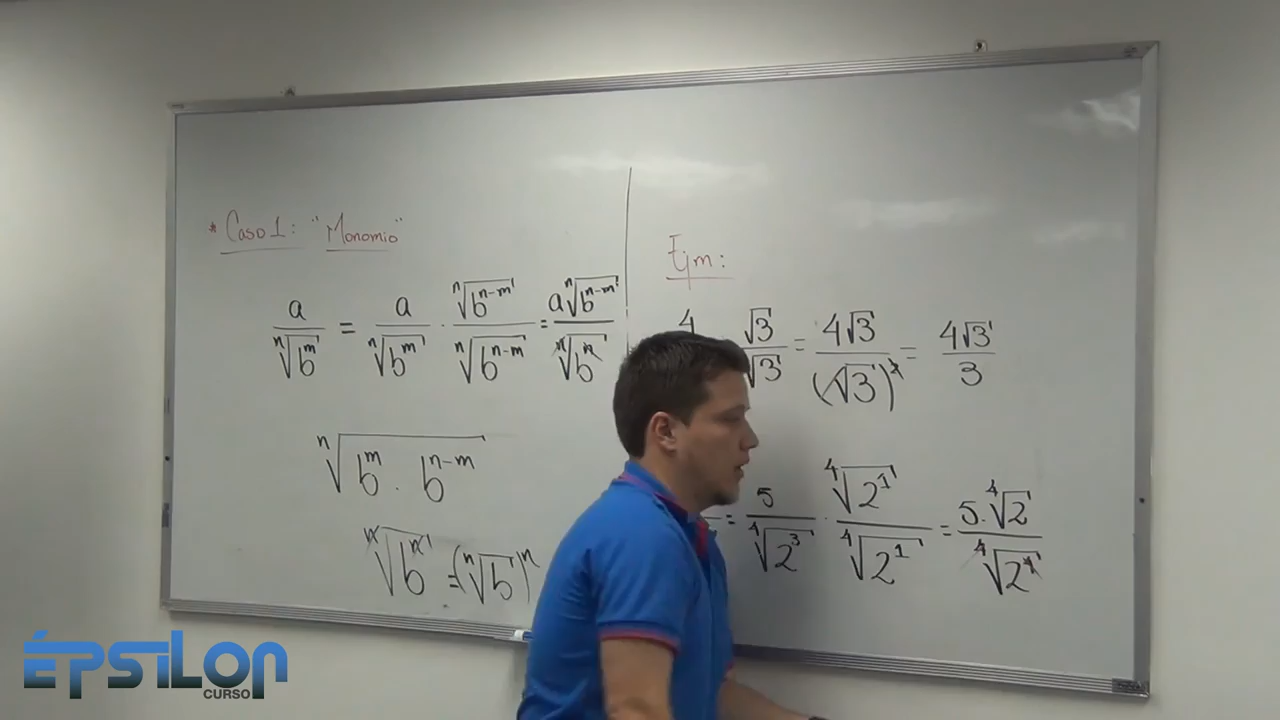 * Caso 1: "Monomio"
a/ⁿ√bᵐ = a/ⁿ√bᵐ · ⁿ√bⁿ⁻ᵐ/ⁿ√bⁿ⁻ᵐ = aⁿ√bⁿ⁻ᵐ/ⁿ√bⁿ
ⁿ√bᵐ · bⁿ⁻ᵐ
ⁿ√bⁿ = (ⁿ√b)ⁿ
Ejm:
4 √3/√3 = 4√3/(√3)² = 4√3/3
= 5/⁴√2³ · ⁴√2¹/⁴√2¹ = 5·⁴√2/⁴√2⁴
ÉPSILON
CURSO